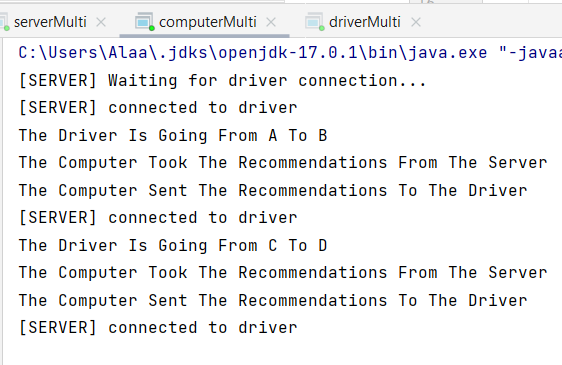 serverMulti computerMulti driverMulti
C:\Users\Alaa\.jdks\openjdk-17.0.1\bin\java.exe "-javaa
[SERVER] Waiting for driver connection...
[SERVER] connected to driver
The Driver Is Going From A To B
The Computer Took The Recommendations From The Server
The Computer Sent The Recommendations To The Driver
[SERVER] connected to driver
The Driver Is Going From C To D
The Computer Took The Recommendations From The Server
The Computer Sent The Recommendations To The Driver
[SERVER] connected to driver